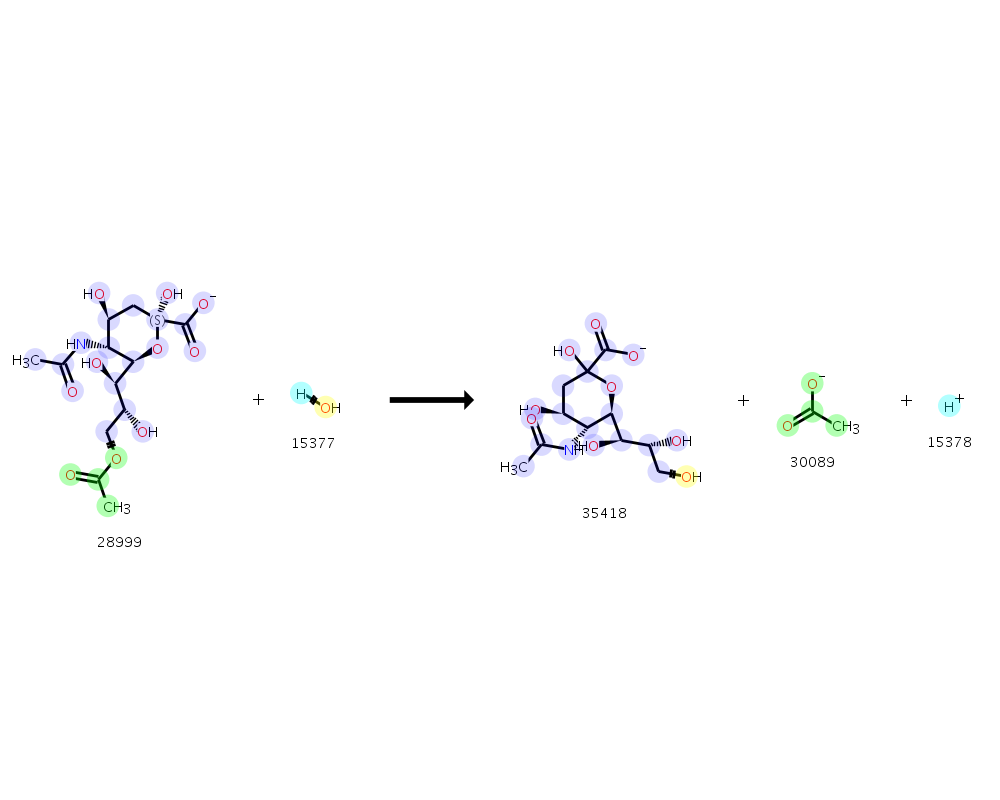 HO OH O⁻
S
HN O O
H₃C HO
O OH
O
O
CH₃
28999
+
H OH
15377
O
HO O⁻
O
HO O
HO OH
NH
H₃C OH
35418
+
O⁻
O CH₃
30089
+
H⁺
15378